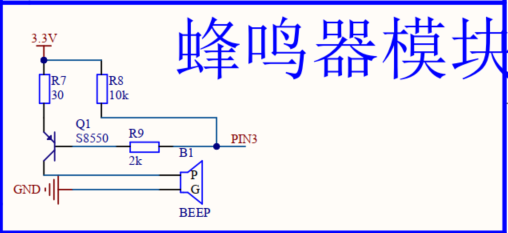 蜂鸣器模块
3.3V
R7
30
R8
10k
Q1
S8550
R9
2k
PIN3
B1
P
G
GND
BEEP